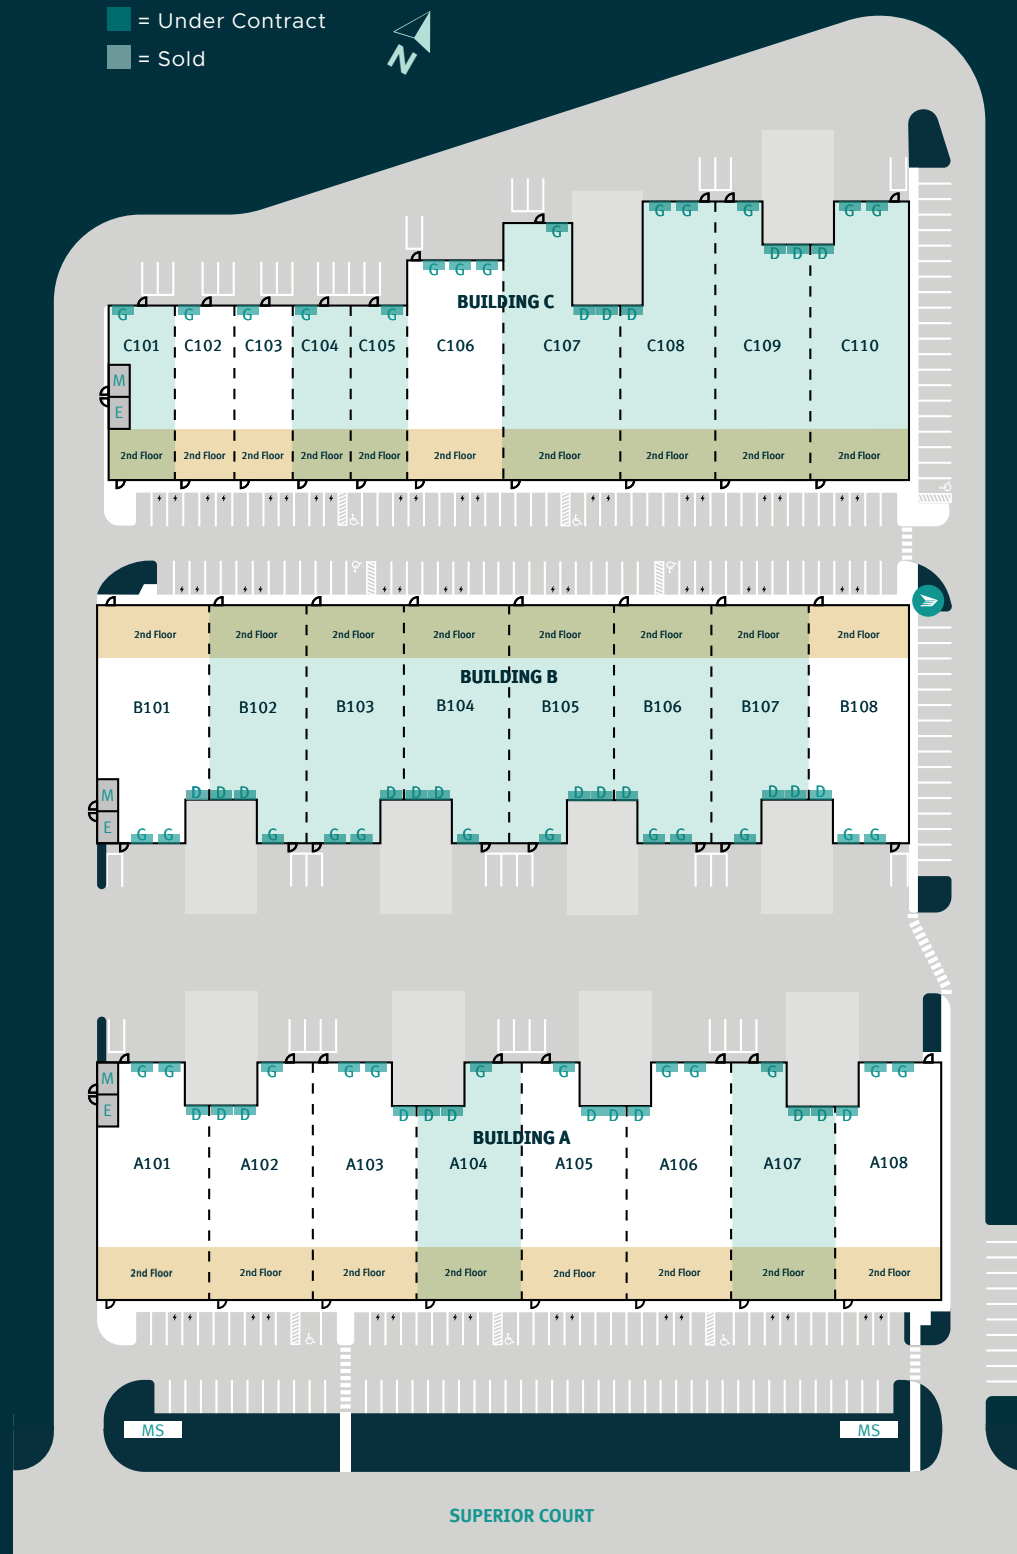 = Under Contract
= Sold
N
G G G G G
D D D
G G G G
BUILDING C
D D D
G G G G G
C101 C102 C103 C104 C105 C106 C107 C108 C109 C110
M
E
2nd Floor 2nd Floor 2nd Floor 2nd Floor 2nd Floor 2nd Floor 2nd Floor 2nd Floor 2nd Floor 2nd Floor
2nd Floor 2nd Floor 2nd Floor 2nd Floor 2nd Floor 2nd Floor 2nd Floor 2nd Floor
BUILDING B
B101 B102 B103 B104 B105 B106 B107 B108
M
D D D D D D D D D D D D
E
G G G G G G G G G G G G
M
G G G G G G G G G G G G
E
D D D D D D D D D D D D
BUILDING A
A101 A102 A103 A104 A105 A106 A107 A108
2nd Floor 2nd Floor 2nd Floor 2nd Floor 2nd Floor 2nd Floor 2nd Floor 2nd Floor
MS MS
SUPERIOR COURT